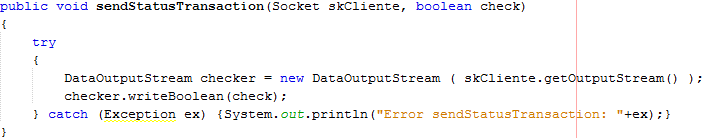 public void sendStatusTransaction(Socket skCliente, boolean check)
{
try
{
DataOutputStream checker = new DataOutputStream ( skCliente.getOutputStream() );
checker.writeBoolean(check);
} catch (Exception ex) {System.out.println("Error sendStatusTransaction: "+ex);}
}